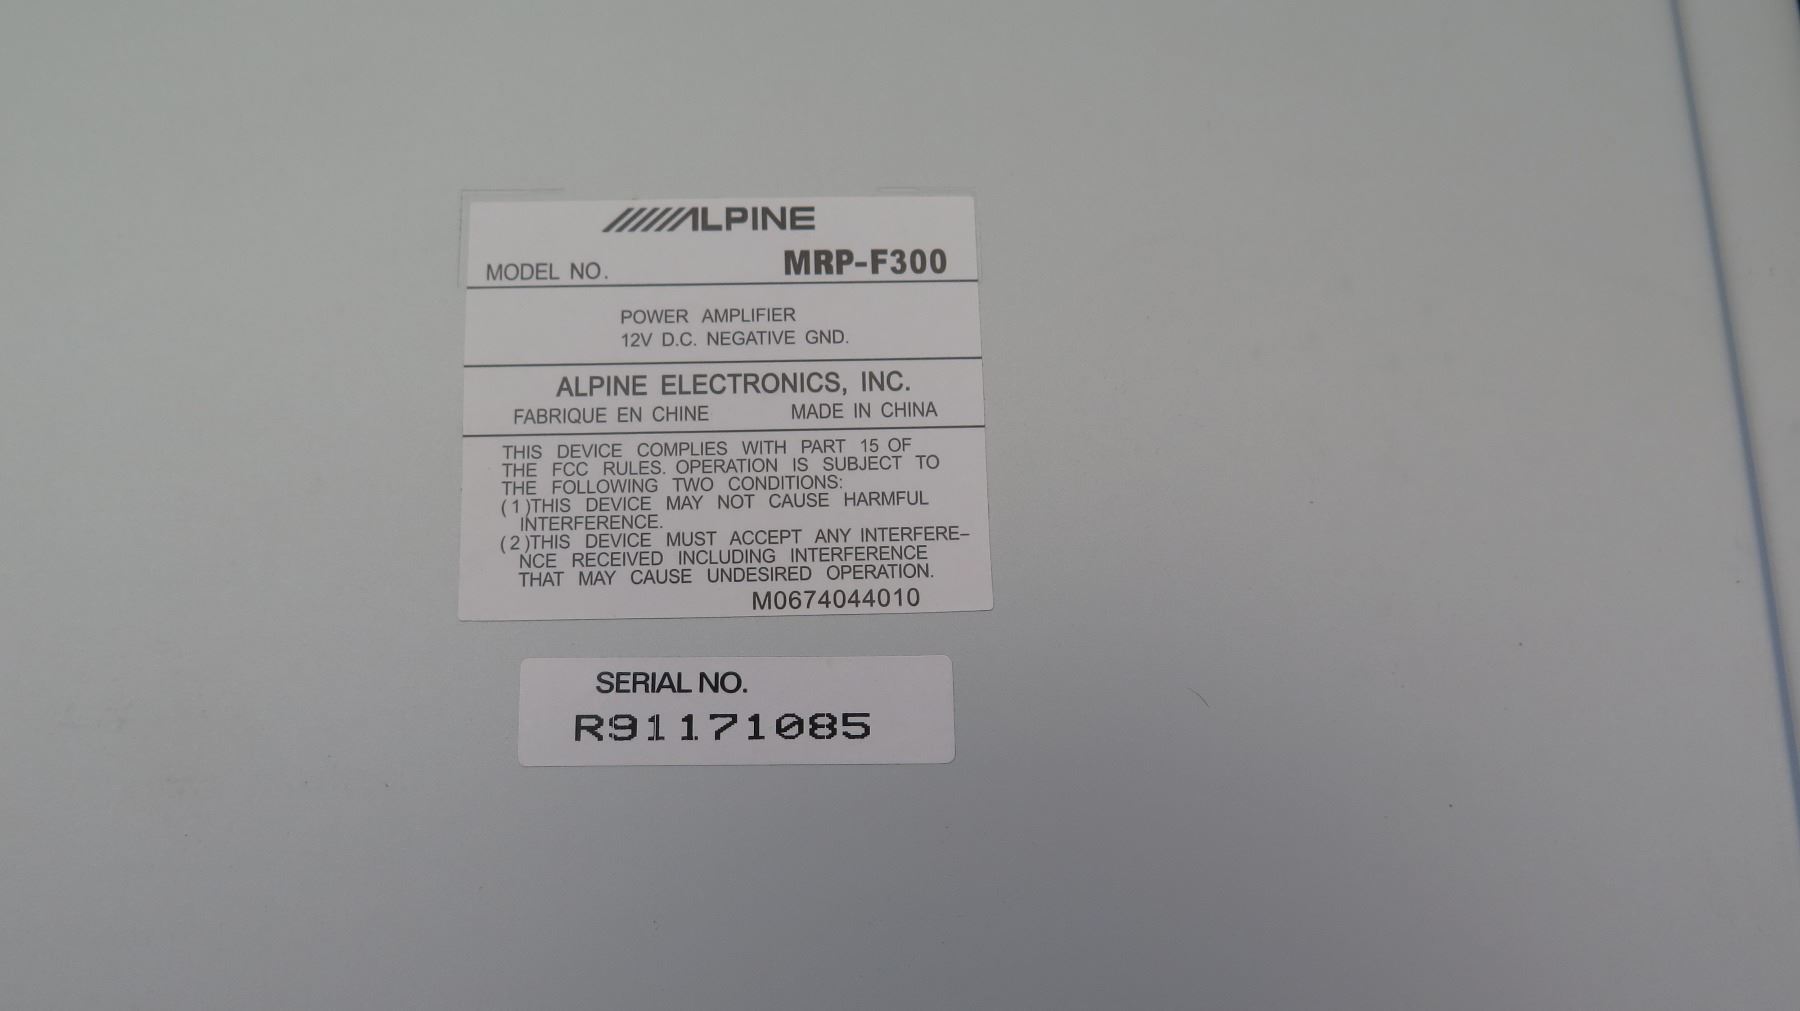 ALPINE
MODEL NO. MRP-F300
POWER AMPLIFIER
12V D.C. NEGATIVE GND.
ALPINE ELECTRONICS, INC.
FABRIQUE EN CHINE MADE IN CHINA
THIS DEVICE COMPLIES WITH PART 15 OF
THE FCC RULES. OPERATION IS SUBJECT TO
THE FOLLOWING TWO CONDITIONS:
(1)THIS DEVICE MAY NOT CAUSE HARMFUL
INTERFERENCE.
(2)THIS DEVICE MUST ACCEPT ANY INTERFERE-
NCE RECEIVED INCLUDING INTERFERENCE
THAT MAY CAUSE UNDESIRED OPERATION.
M0674044010
SERIAL NO.
R91171085